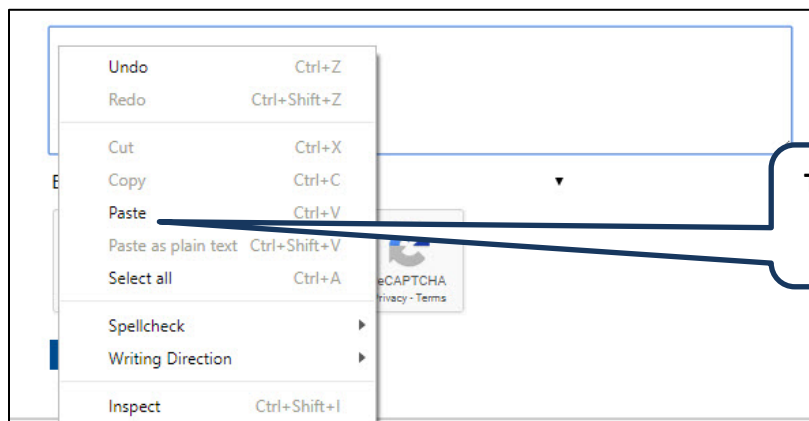 Undo Ctrl+Z
Redo Ctrl+Shift+Z
Cut Ctrl+X
Copy Ctrl+C
Paste Ctrl+V
Paste as plain text Ctrl+Shift+V
Select all Ctrl+A
eCAPTCHA
Privacy - Terms
Spellcheck
Writing Direction
Inspect Ctrl+Shift+I